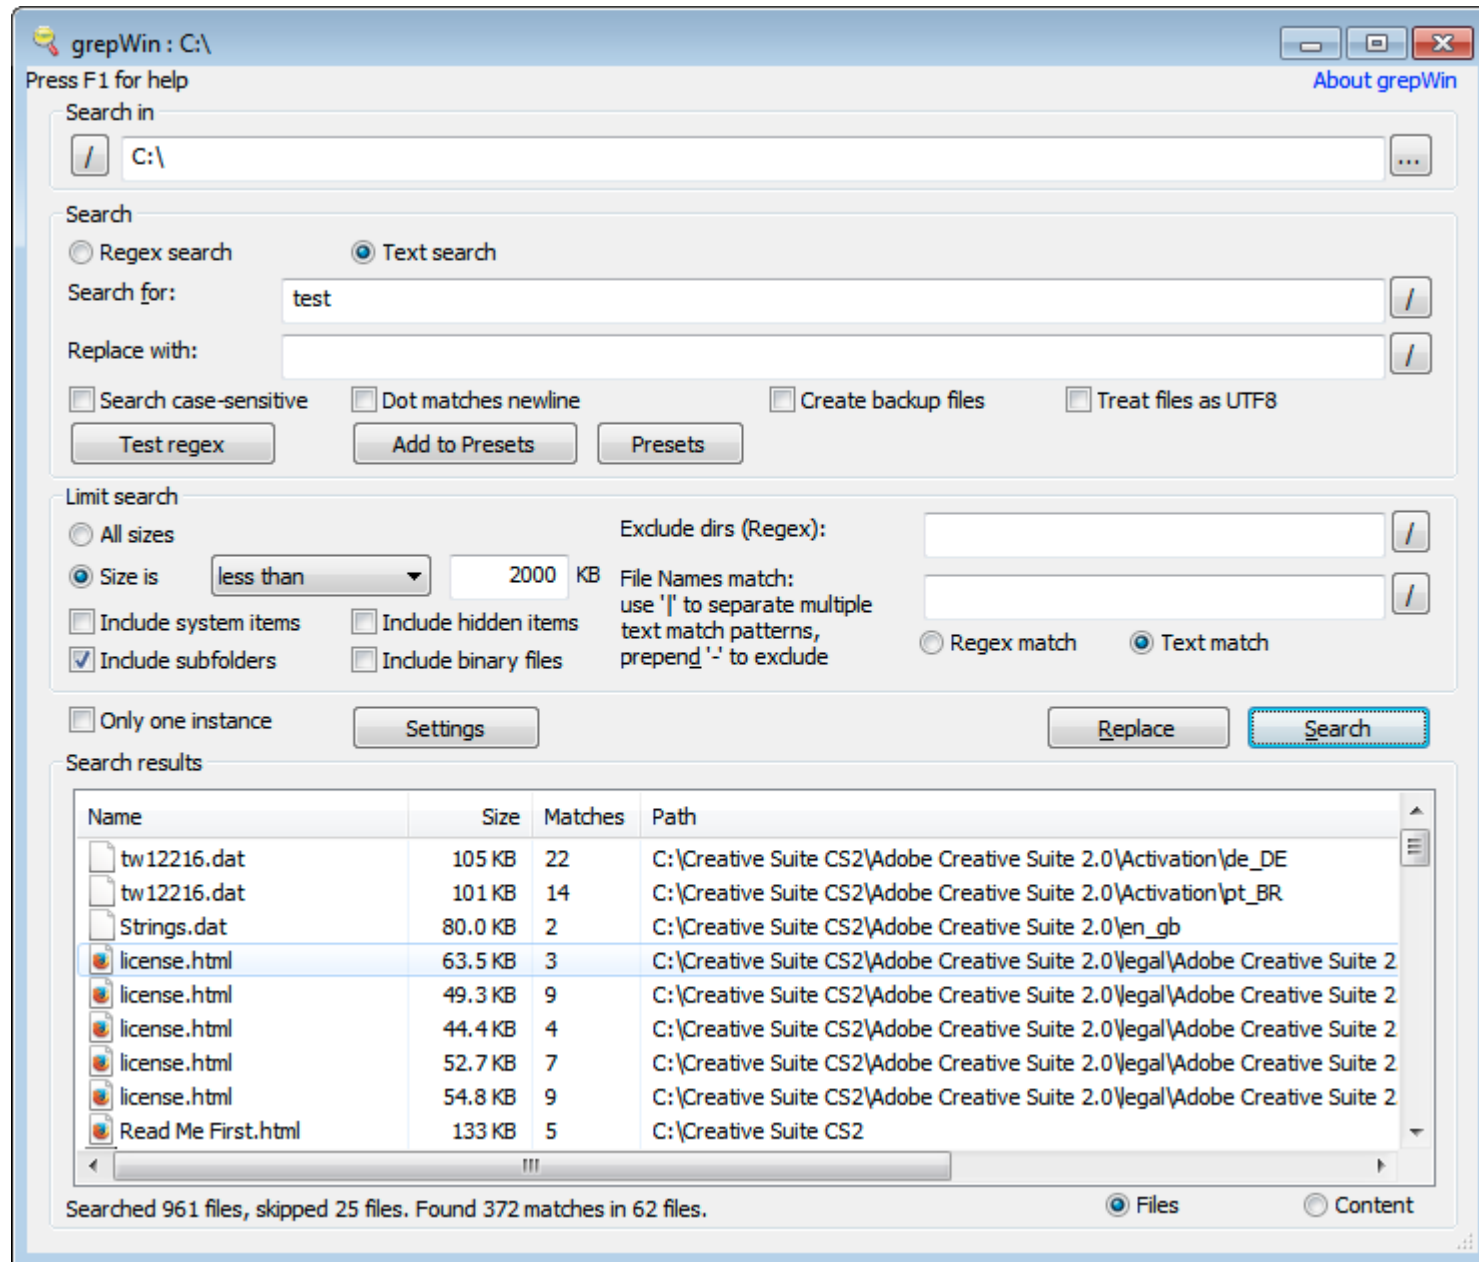 grepWin : C:\
Press F1 for help
About grepWin
Search in
/ C:\ ...
Search
Regex search Text search
Search for: test /
Replace with: /
Search case-sensitive Dot matches newline Create backup files Treat files as UTF8
Test regex Add to Presets Presets
Limit search
All sizes
Exclude dirs (Regex): /
Size is less than 2000 KB
File Names match: /
use '|' to separate multiple
text match patterns,
prepend '-' to exclude
Regex match Text match
Include system items Include hidden items
Include subfolders Include binary files
Only one instance Settings Replace Search
Search results
Name Size Matches Path
tw12216.dat 105 KB 22 C:\Creative Suite CS2\Adobe Creative Suite 2.0\Activation\de_DE
tw12216.dat 101 KB 14 C:\Creative Suite CS2\Adobe Creative Suite 2.0\Activation\pt_BR
Strings.dat 80.0 KB 2 C:\Creative Suite CS2\Adobe Creative Suite 2.0\en_gb
license.html 63.5 KB 3 C:\Creative Suite CS2\Adobe Creative Suite 2.0\legal\Adobe Creative Suite 2
license.html 49.3 KB 9 C:\Creative Suite CS2\Adobe Creative Suite 2.0\legal\Adobe Creative Suite 2
license.html 44.4 KB 4 C:\Creative Suite CS2\Adobe Creative Suite 2.0\legal\Adobe Creative Suite 2
license.html 52.7 KB 7 C:\Creative Suite CS2\Adobe Creative Suite 2.0\legal\Adobe Creative Suite 2
license.html 54.8 KB 9 C:\Creative Suite CS2\Adobe Creative Suite 2.0\legal\Adobe Creative Suite 2
Read Me First.html 133 KB 5 C:\Creative Suite CS2
Searched 961 files, skipped 25 files. Found 372 matches in 62 files.
Files Content